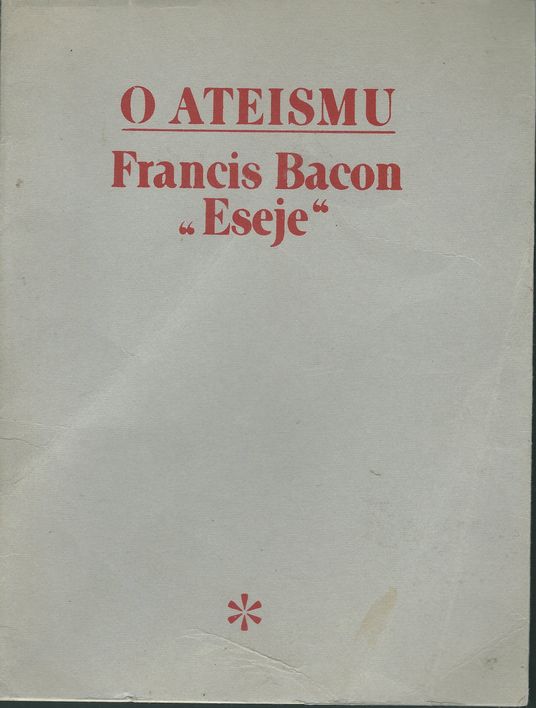 O ATEISMU
Francis Bacon
“Eseje“